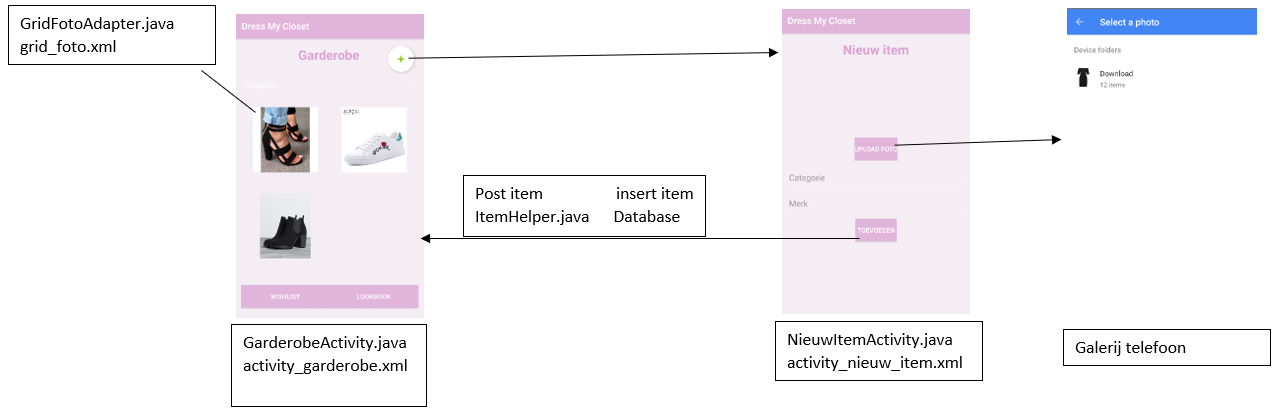 GridFotoAdapter.java
grid_foto.xml
Dress My Closet
Garderobe
+
WISHLIST
LOOKBOOK
GarderobeActivity.java
activity_garderobe.xml
Post item insert item
ItemHelper.java Database
Dress My Closet
Nieuw item
UPLOAD FOTO
Categorie
Merk
TOEVOEGEN
NieuwItemActivity.java
activity_nieuw_item.xml
Select a photo
Device folders
Download
12 items
Galerij telefoon